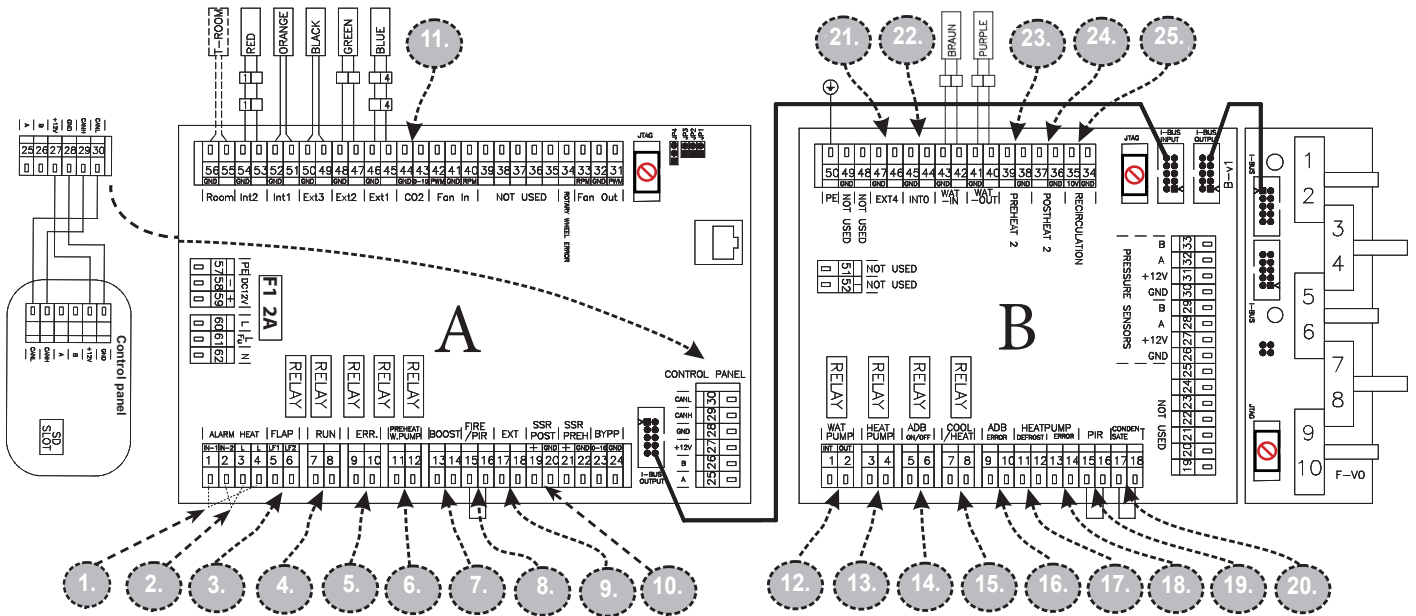 T-ROOM
RED
ORANGE
BLACK
GREEN
BLUE
11.
21.
22.
BRAUN
PURPLE
23.
24.
25.
1 1
4 4
A B +12V GND CANH CANL
25 26 27 28 29 30
JTAG
JP4 JP3 JP2 JP1
56 55 54 53 52 51 50 49 48 47 46 45 44 43 42 41 40 39 38 37 36 35 34 33 32 31
GND GND GND GND GND GND GND 0-10 PWM GND RPM RPM GND PWM
Room Int2 Int1 Ext3 Ext2 Ext1 CO2 Fan In NOT USED ROTARY WHEEL ERROR Fan Out
57 PE
58 -
59 +
DC12V
F1 2A
60 L
61 L
62 N
Fu
A
RELAY RELAY RELAY RELAY RELAY
CONTROL PANEL
CANL 30
CANH 29
GND 28
+12V 27
B 26
A 25
I-BUS
OUTPUT
ALARM HEAT FLAP RUN ERR. PREHEAT W.PUMP BOOST FIRE /PIR EXT SSR POST SSR PREH BYPP
IN-1 IN-2 L L LF1 LF2 + GND + GND 0-10 GND
1 2 3 4 5 6 7 8 9 10 11 12 13 14 15 16 17 18 19 20 21 22 23 24
CANL CANH A B +12V GND
Control panel
SD
SLOT
1.
2.
3.
4.
5.
6.
7.
8.
9.
10.
50 49 48 47 46 45 44 43 42 41 40 39 38 37 36 35 34
GND GND GND GND GND GND GND GND 10V GND
PE NOT USED NOT USED EXT4 INT0 WAT -IN WAT -OUT PREHEAT 2 POSTHEAT 2 RECIRCULATION
JTAG
I-BUS
INPUT
I-BUS
OUTPUT
B-v1
51 NOT USED
52 NOT USED
B
PRESSURE SENSORS
B 33
A 32
+12V 31
GND 30
B 29
A 28
+12V 27
GND 26
25
24
23
22
21
20
19
NOT USED
RELAY RELAY RELAY RELAY
WAT PUMP HEAT PUMP ADB ON/OFF COOL /HEAT ADB ERROR HEATPUMP DEFROST ERROR PIR CONDEN SATE
INT OUT
1 2 3 4 5 6 7 8 9 10 11 12 13 14 15 16 17 18
12.
13.
14.
15.
16.
17.
18.
19.
20.
I-BUS
I-BUS
JTAG
1
2
3
4
5
6
7
8
9
10
F-V0